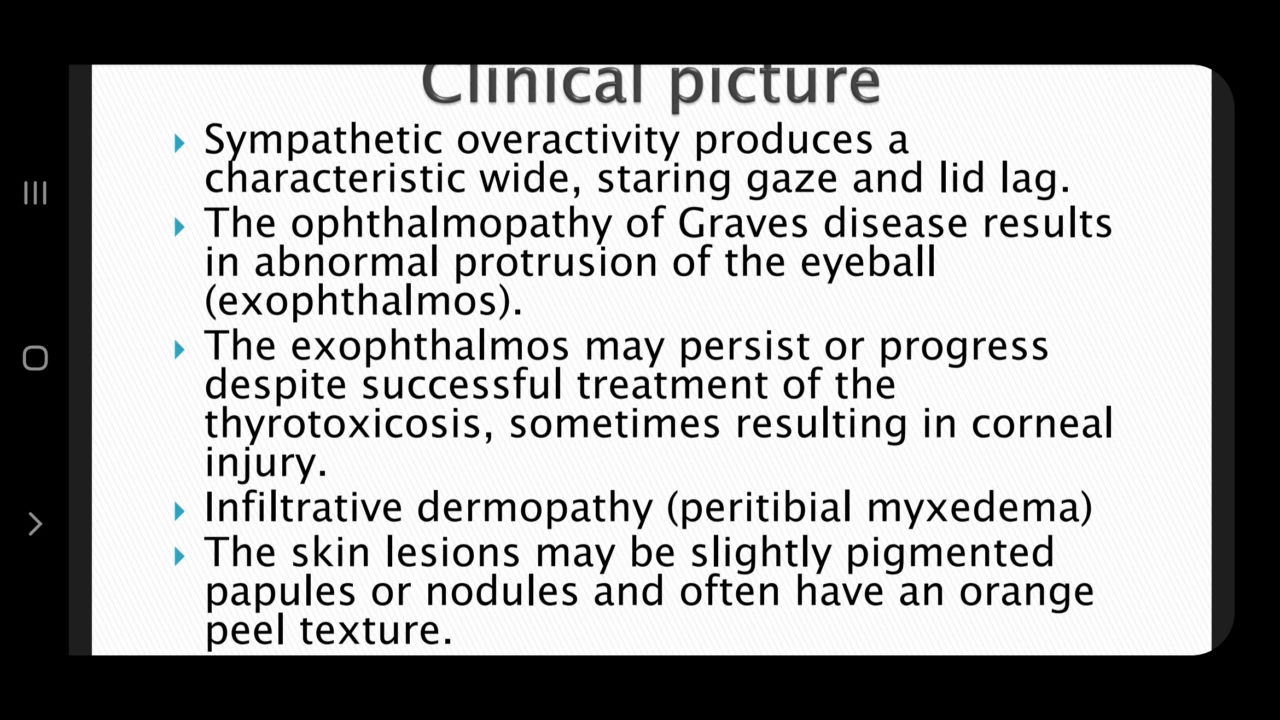 Clinical picture
Sympathetic overactivity produces a
characteristic wide, staring gaze and lid lag.
The ophthalmopathy of Graves disease results
in abnormal protrusion of the eyeball
(exophthalmos).
The exophthalmos may persist or progress
despite successful treatment of the
thyrotoxicosis, sometimes resulting in corneal
injury.
Infiltrative dermopathy (peritibial myxedema)
The skin lesions may be slightly pigmented
papules or nodules and often have an orange
peel texture.